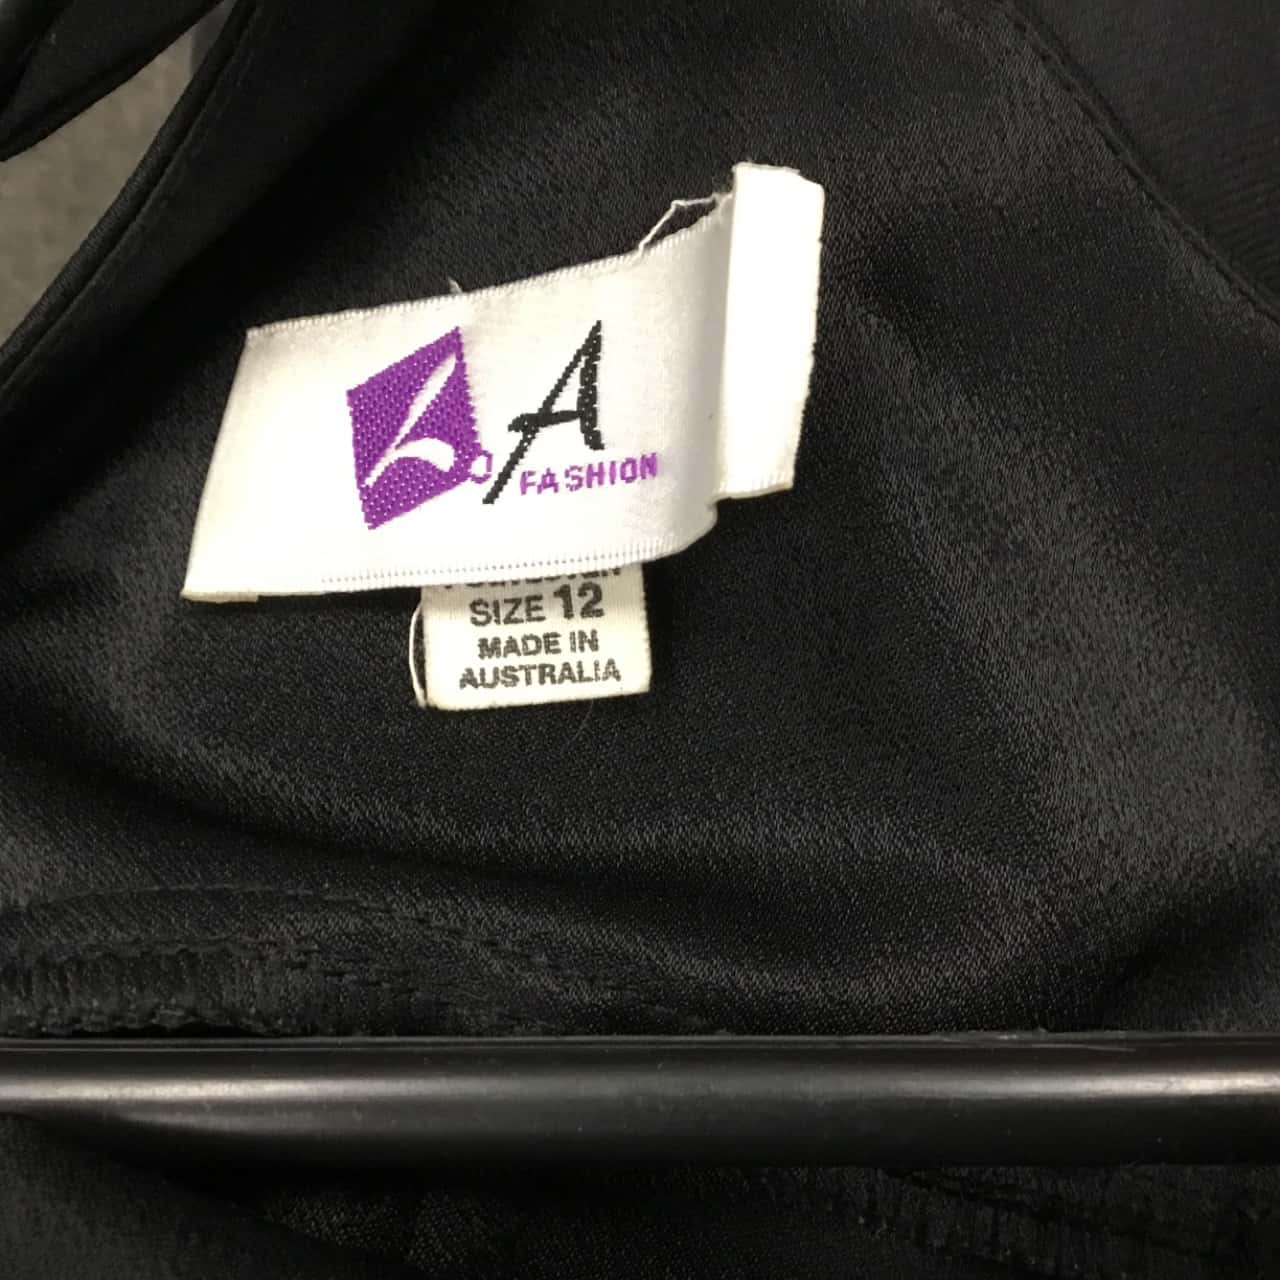 L.A
FASHION
SIZE 12
MADE IN
AUSTRALIA